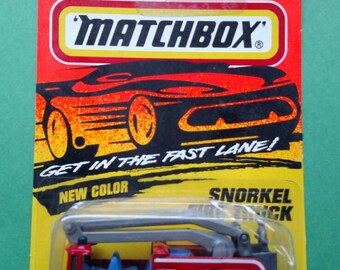 'MATCHBOX'®
GET IN THE FAST LANE!
NEW COLOR
SNORKEL